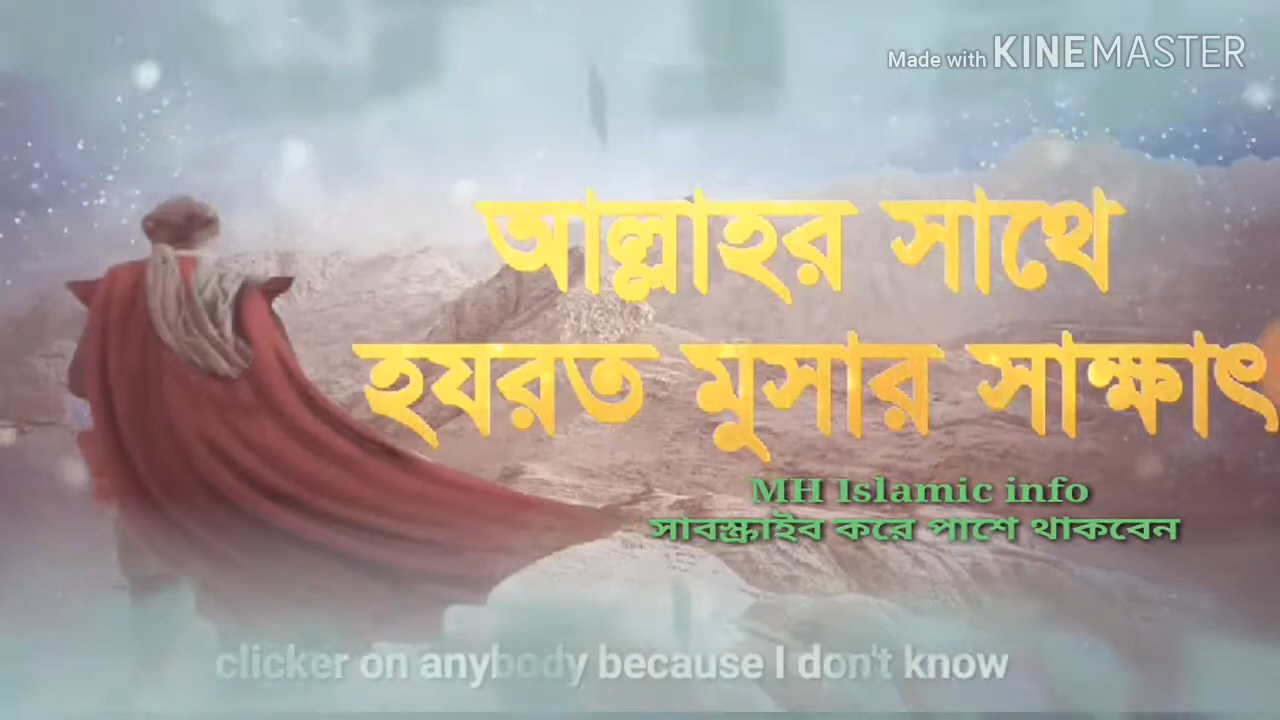 Made with KINEMASTER
আল্লাহর সাথে
হযরত মুসার সাক্ষাৎ
MH Islamic info
সাবস্ক্রাইব করে পাশে থাকবেন
clicker on anybody because I don't know